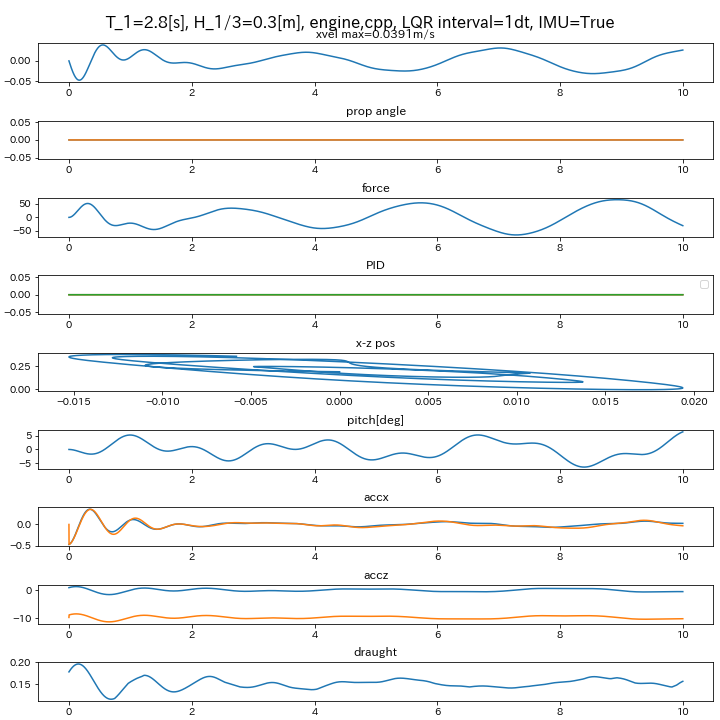 T_1=2.8[s], H_1/3=0.3[m], engine,cpp, LQR interval=1dt, IMU=True
xvel max=0.0391m/s
0.00
−0.05
0 2 4 6 8 10
prop angle
0.05
0.00
−0.05
0 2 4 6 8 10
force
50
0
−50
0 2 4 6 8 10
PID
0.05
0.00
−0.05
0 2 4 6 8 10
x-z pos
0.25
0.00
−0.015 −0.010 −0.005 0.000 0.005 0.010 0.015 0.020
pitch[deg]
5
0
−5
0 2 4 6 8 10
accx
0.0
−0.5
0 2 4 6 8 10
accz
0
−10
0 2 4 6 8 10
draught
0.20
0.15
0 2 4 6 8 10